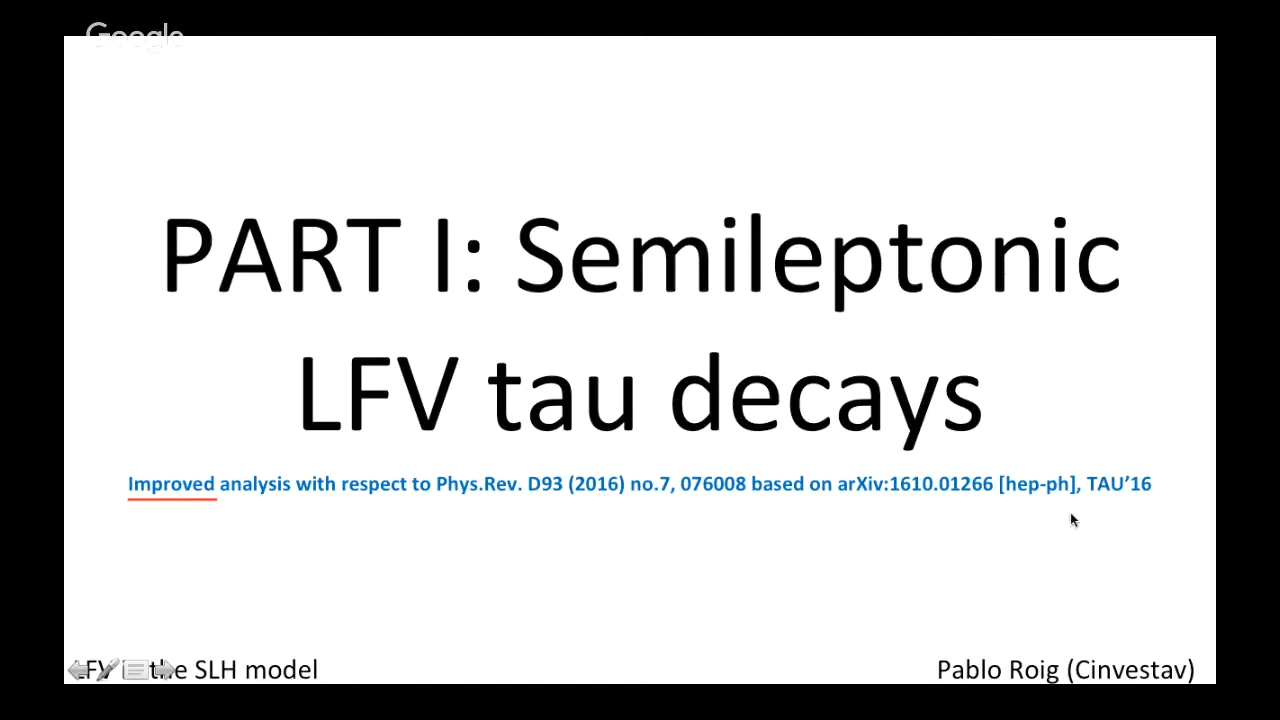 Google
PART I: Semileptonic
LFV tau decays
Improved analysis with respect to Phys.Rev. D93 (2016) no.7, 076008 based on arXiv:1610.01266 [hep-ph], TAU’16
LFV the SLH model
Pablo Roig (Cinvestav)